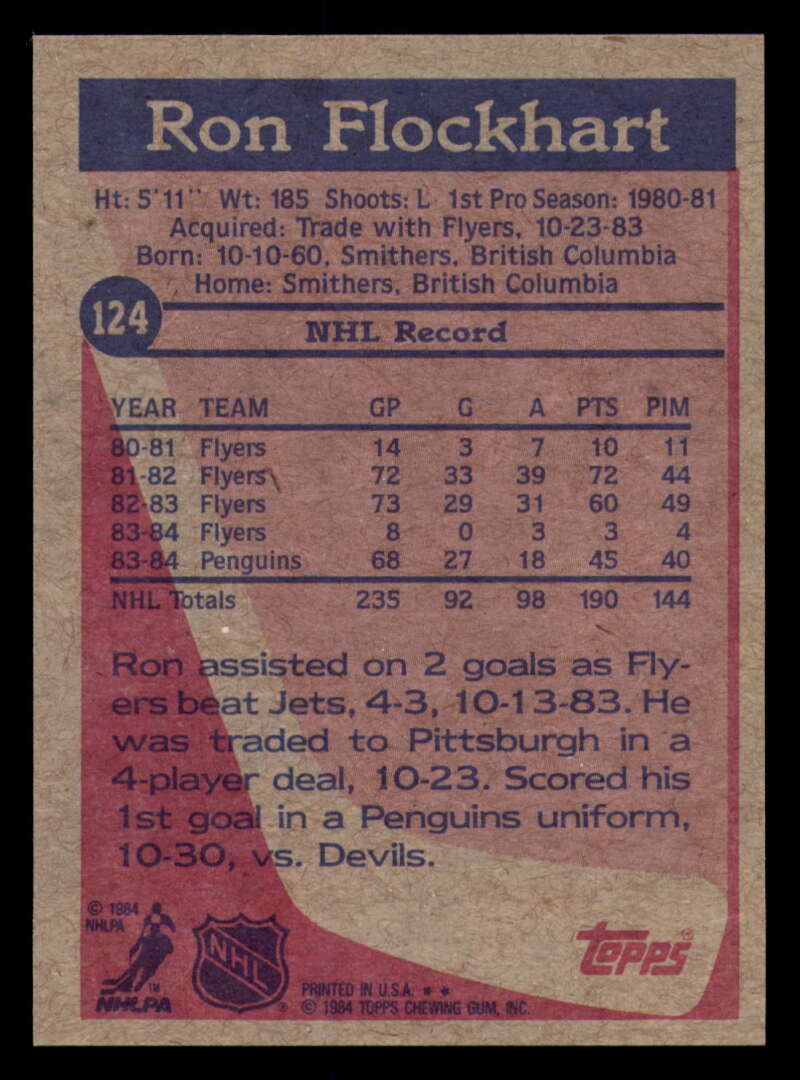 Ron Flockhart
Ht: 5'11" Wt: 185 Shoots: L 1st Pro Season: 1980-81
Acquired: Trade with Flyers, 10-23-83
Born: 10-10-60, Smithers, British Columbia
Home: Smithers, British Columbia
124
NHL Record
YEAR TEAM GP G A PTS PIM
80-81 Flyers 14 3 7 10 11
81-82 Flyers 72 33 39 72 44
82-83 Flyers 73 29 31 60 49
83-84 Flyers 8 0 3 3 4
83-84 Penguins 68 27 18 45 40
NHL Totals 235 92 98 190 144
Ron assisted on 2 goals as Fly-
ers beat Jets, 4-3, 10-13-83. He
was traded to Pittsburgh in a
4-player deal, 10-23. Scored his
1st goal in a Penguins uniform,
10-30, vs. Devils.
© 1984
NHLPA
TM
NHLPA
NHL
®
PRINTED IN U.S.A. * *
© 1984 TOPPS CHEWING GUM, INC.
topps®